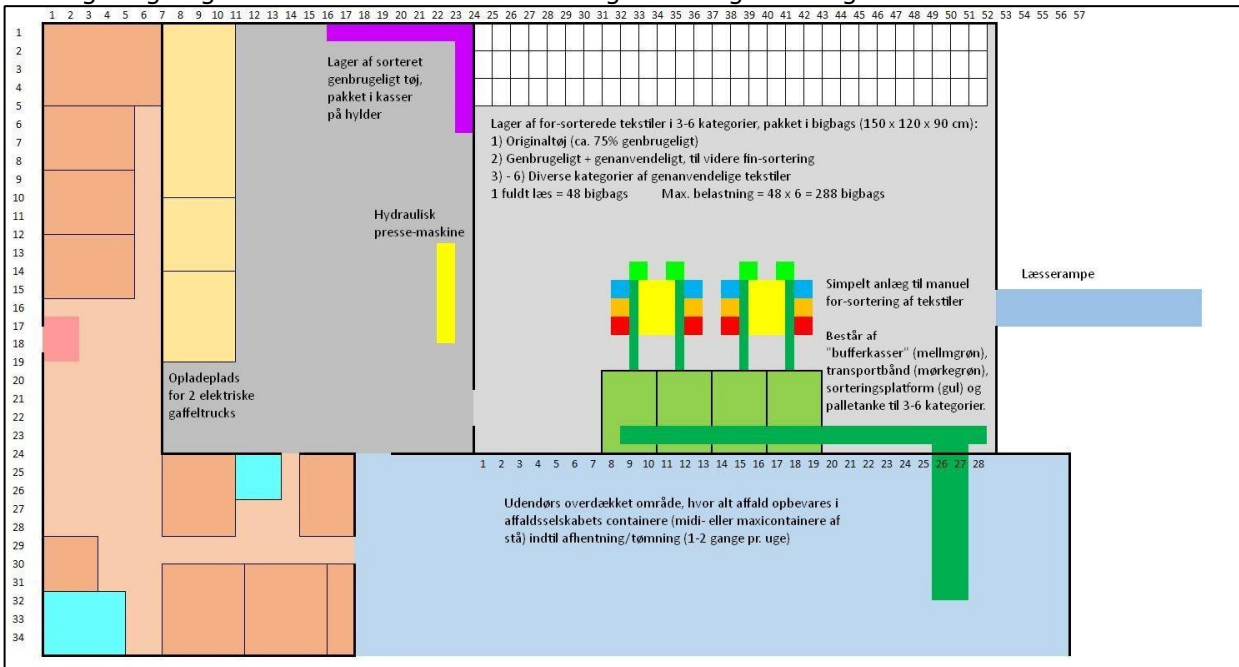 1 2 3 4 5 6 7 8 9 10 11 12 13 14 15 16 17 18 19 20 21 22 23 24 25 26 27 28 29 30 31 32 33 34 35 36 37 38 39 40 41 42 43 44 45 46 47 48 49 50 51 52 53 54 55 56 57
1
2
3
4
5
6
7
8
9
10
11
12
13
14
15
16
17
18
19
20
21
22
23
24
25
26
27
28
29
30
31
32
33
34
Lager af sorteret
genbrugeligt tøj,
pakket i kasser
på hylder
Lager af for-sorterede tekstiler i 3-6 kategorier, pakket i bigbags (150 x 120 x 90 cm):
1) Originaltøj (ca. 75% genbrugeligt)
2) Genbrugeligt + genanvendeligt, til videre fin-sortering
3) - 6) Diverse kategorier af genanvendelige tekstiler
1 fuldt læs = 48 bigbags Max. belastning = 48 x 6 = 288 bigbags
Hydraulisk
presse-maskine
Simpelt anlæg til manuel
for-sortering af tekstiler
Består af
"bufferkasser" (mellmgrøn),
transportbånd (mørkegrøn),
sorteringsplatform (gul) og
palletanke til 3-6 kategorier.
Læsserampe
Opladeplads
for 2 elektriske
gaffeltrucks
1 2 3 4 5 6 7 8 9 10 11 12 13 14 15 16 17 18 19 20 21 22 23 24 25 26 27 28
Udendørs overdækket område, hvor alt affald opbevares i
affaldsselskabets containere (midi- eller maxicontainere af
stå) indtil afhentning/tømning (1-2 gange pr. uge)